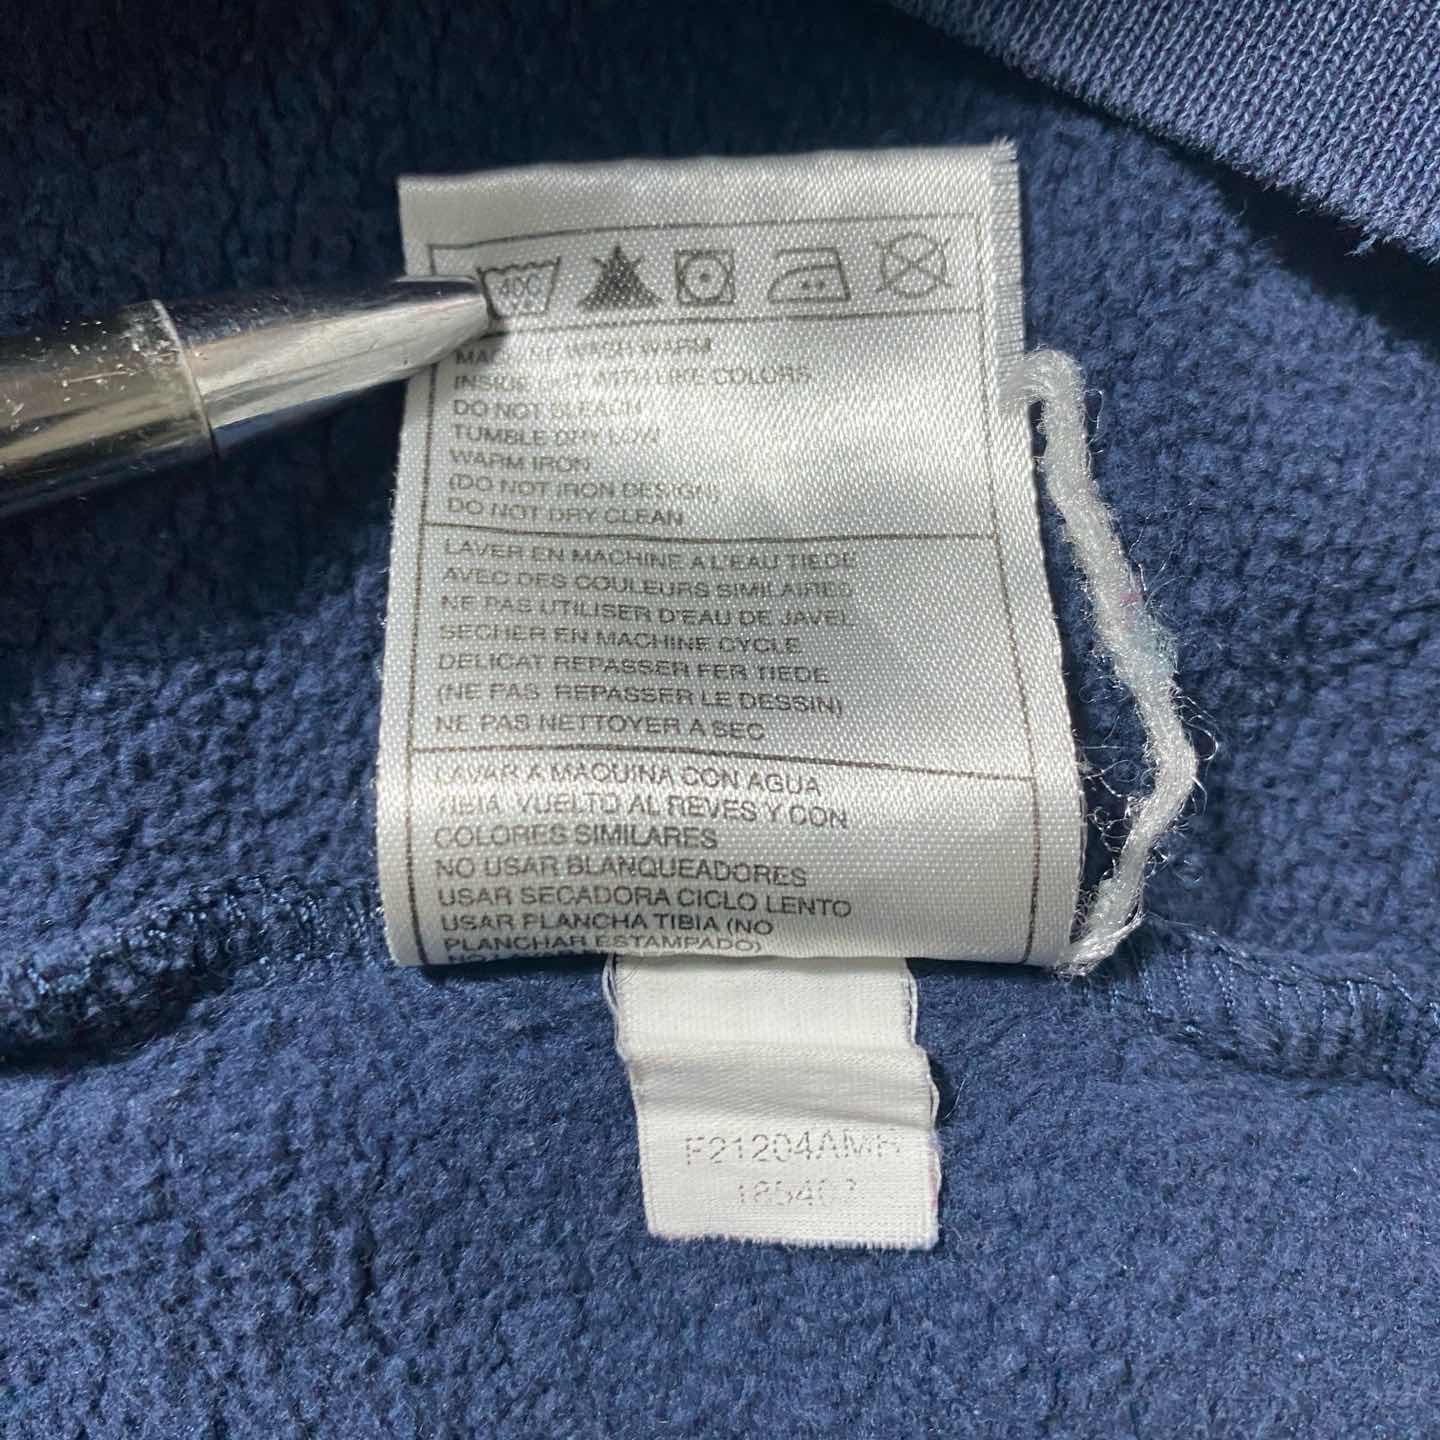 40C
MACHINE WASH WARM
INSIDE OUT WITH LIKE COLORS
DO NOT BLEACH
TUMBLE DRY LOW
WARM IRON
(DO NOT IRON DESIGN)
DO NOT DRY CLEAN
LAVER EN MACHINE A L'EAU TIEDE
AVEC DES COULEURS SIMILAIRES
NE PAS UTILISER D'EAU DE JAVEL
SECHER EN MACHINE CYCLE
DELICAT REPASSER FER TIEDE
(NE PAS REPASSER LE DESSIN)
NE PAS NETTOYER A SEC
LAVAR A MAQUINA CON AGUA
TIBIA VUELTO AL REVES Y CON
COLORES SIMILARES
NO USAR BLANQUEADORES
USAR SECADORA CICLO LENTO
USAR PLANCHA TIBIA (NO
PLANCHAR ESTAMPADO)
F21204AMR